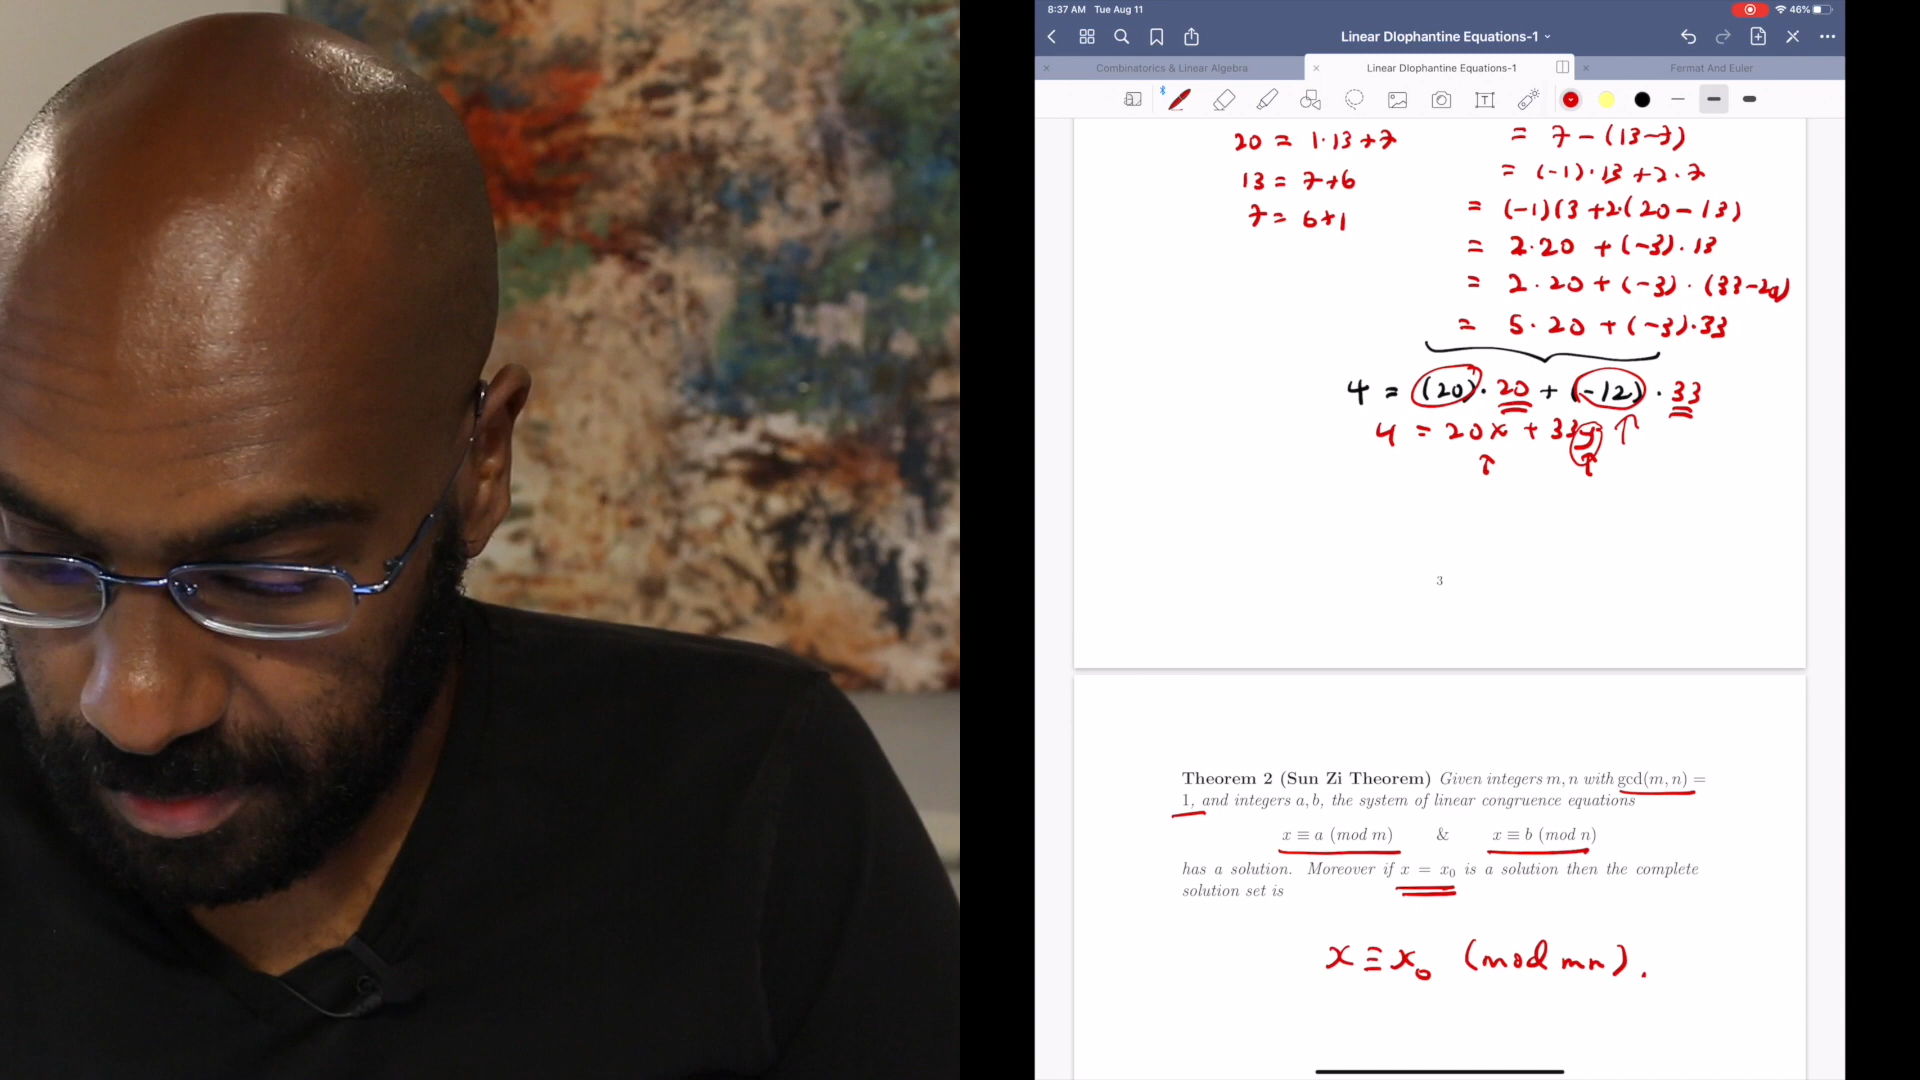 8:37 AM Tue Aug 11
46%
Linear DIophantine Equations-1
Combinatorics & Linear Algebra
Linear DIophantine Equations-1
Fermat And Euler
20 = 1·13+7
13 = 7+6
7 = 6+1
= 7 - (13-7)
= (-1)·13 +2·7
= (-1)13 +2·(20-13)
= 2·20 + (-3)·13
= 2·20 + (-3)·(33-20)
= 5·20 + (-3)·33
4 = (20)·20 + (-12)·33
4 = 20x + 33y ↑
↑ ↑
3
Theorem 2 (Sun Zi Theorem) Given integers m, n with gcd(m, n) =
1, and integers a, b, the system of linear congruence equations
x ≡ a (mod m) & x ≡ b (mod n)
has a solution. Moreover if x = x₀ is a solution then the complete
solution set is
x ≡ x₀ (mod mn).